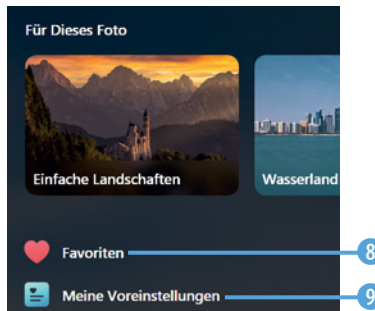 Für Dieses Foto
Einfache Landschaften
Wasserland
Favoriten
8
Meine Voreinstellungen
9